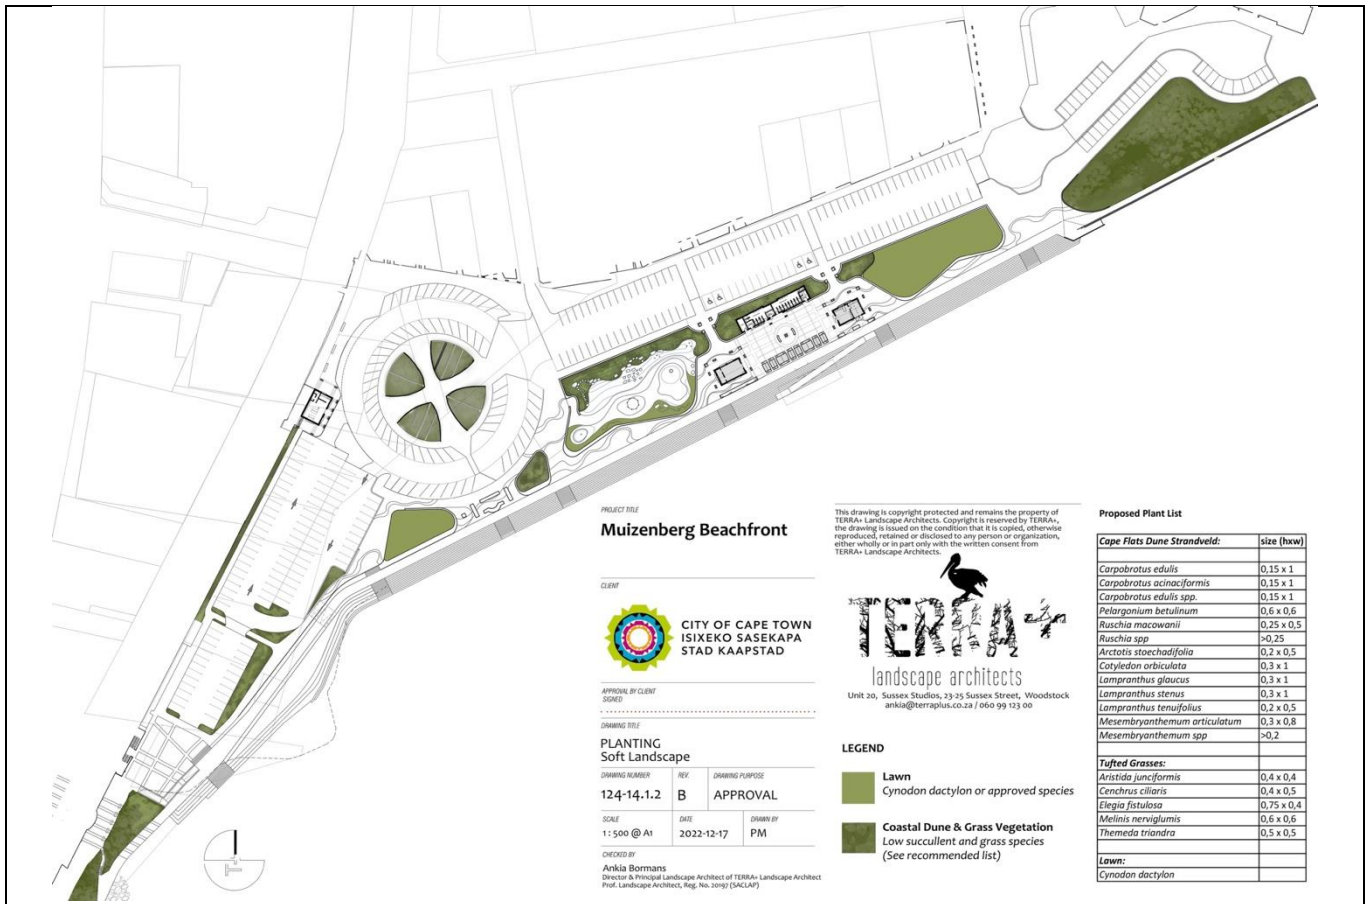 PROJECT TITLE
Muizenberg Beachfront
CLIENT
CITY OF CAPE TOWN
ISIXEKO SASEKAPA
STAD KAAPSTAD
APPROVAL BY CLIENT
SIGNED
DRAWING TITLE
PLANTING
Soft Landscape
DRAWING NUMBER REV. DRAWING PURPOSE
124-14.1.2 B APPROVAL
SCALE DATE DRAWN BY
1 : 500 @ A1 2022-12-17 PM
CHECKED BY
Ankia Bormans
Director & Principal Landscape Architect of TERRA+ Landscape Architect
Prof. Landscape Architect, Reg. No. 20197 (SACLAP)
This drawing is copyright protected and remains the property of
TERRA+ Landscape Architects. Copyright is reserved by TERRA+,
the drawing is issued on the condition that it is copied, otherwise
reproduced, retained or disclosed to any person or organization,
either wholly or in part only with the written consent from
TERRA+ Landscape Architects.
TERRA+
landscape architects
Unit 20, Sussex Studios, 23-25 Sussex Street, Woodstock
ankia@terraplus.co.za / 060 99 123 00
LEGEND
Lawn
Cynodon dactylon or approved species
Coastal Dune & Grass Vegetation
Low succullent and grass species
(See recommended list)
Proposed Plant List
Cape Flats Dune Strandveld: size (hxw)
Carpobrotus edulis 0,15 x 1
Carpobrotus acinaciformis 0,15 x 1
Carpobrotus edulis spp. 0,15 x 1
Pelargonium betulinum 0,6 x 0,6
Ruschia macowanii 0,25 x 0,5
Ruschia spp >0,25
Arctotis stoechadifolia 0,2 x 0,5
Cotyledon orbiculata 0,3 x 1
Lampranthus glaucus 0,3 x 1
Lampranthus stenus 0,3 x 1
Lampranthus tenuifolius 0,2 x 0,5
Mesembryanthemum articulatum 0,3 x 0,8
Mesembryanthemum spp >0,2
Tufted Grasses:
Aristida junciformis 0,4 x 0,4
Cenchrus ciliaris 0,4 x 0,5
Elegia fistulosa 0,75 x 0,4
Melinis nerviglumis 0,6 x 0,6
Themeda triandra 0,5 x 0,5
Lawn:
Cynodon dactylon